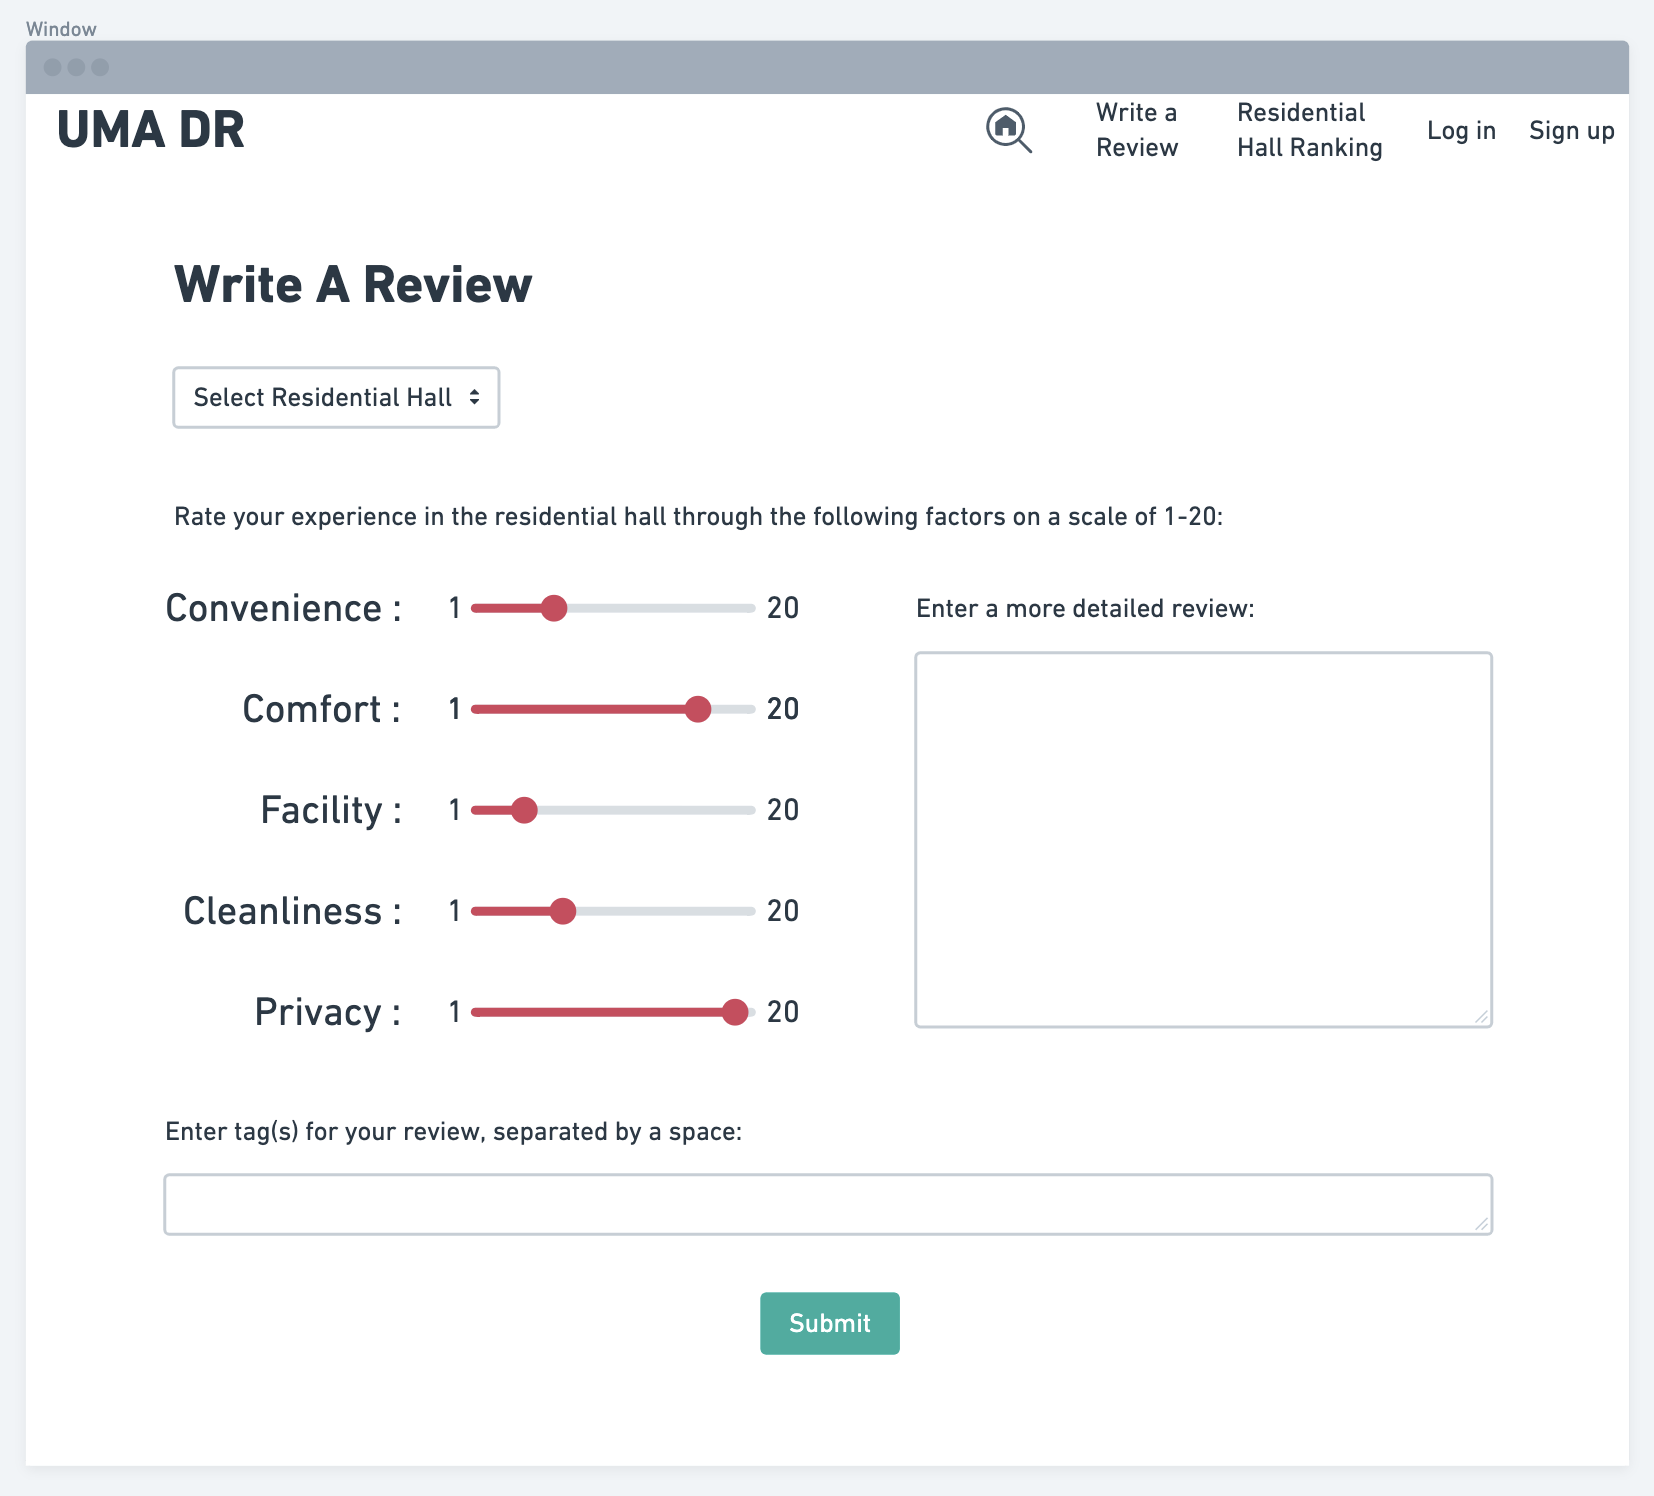 Window
UMA DR
Write a
Review
Residential
Hall Ranking
Log in
Sign up
Write A Review
Select Residential Hall
Rate your experience in the residential hall through the following factors on a scale of 1-20:
Convenience : 1 20
Enter a more detailed review:
Comfort : 1 20
Facility : 1 20
Cleanliness : 1 20
Privacy : 1 20
Enter tag(s) for your review, separated by a space:
Submit